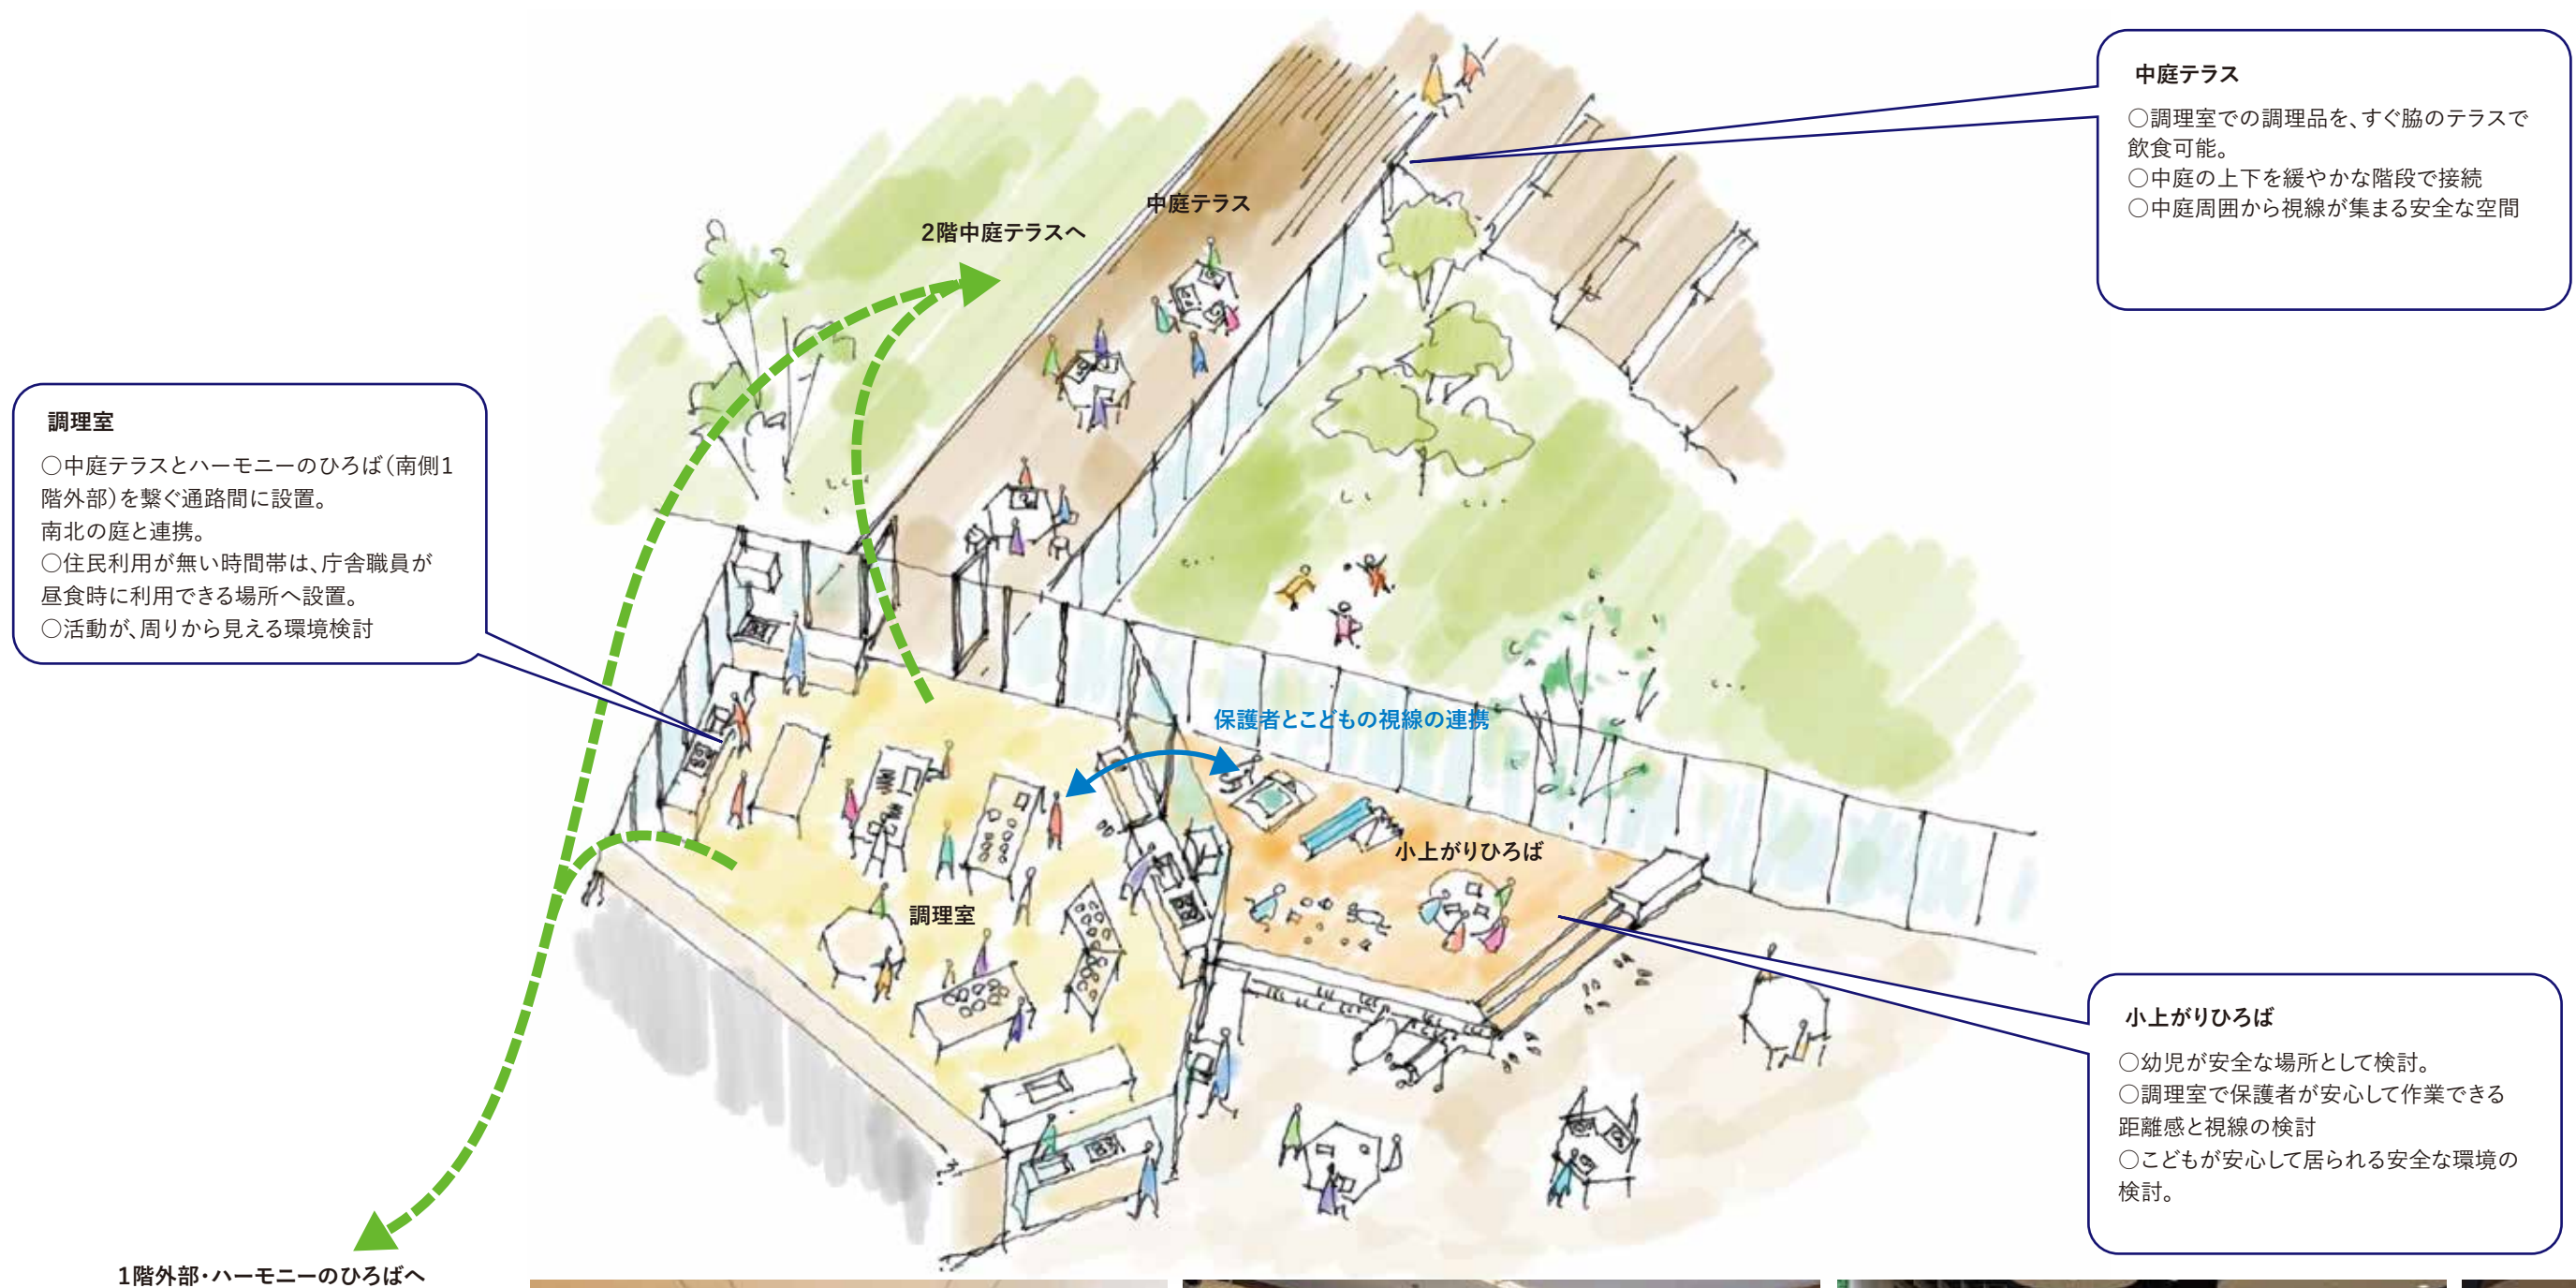 中庭テラス
○調理室での調理品を、すぐ脇のテラスで
飲食可能。
○中庭の上下を緩やかな階段で接続
○中庭周囲から視線が集まる安全な空間
中庭テラス
2階中庭テラスへ
調理室
○中庭テラスとハーモニーのひろば(南側1
階外部)を繋ぐ通路間に設置。
南北の庭と連携。
○住民利用が無い時間帯は、庁舎職員が
昼食時に利用できる場所へ設置。
○活動が、周りから見える環境検討
保護者とこどもの視線の連携
小上がりひろば
調理室
小上がりひろば
○幼児が安全な場所として検討。
○調理室で保護者が安心して作業できる
距離感と視線の検討
○こどもが安心して居られる安全な環境の
検討。
1階外部・ハーモニーのひろばへ